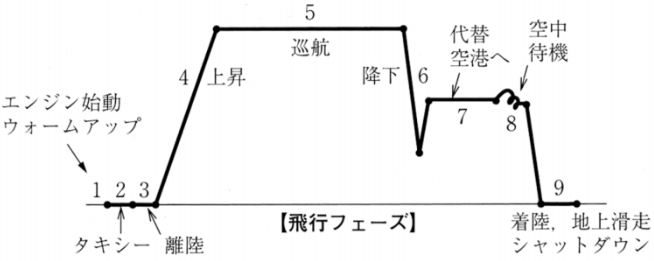 5
巡航
4 上昇
降下 6
代替
空港へ
空中
待機
7
8
エンジン始動
ウォームアップ
1 2 3
9
タキシー 離陸
【飛行フェーズ】
着陸，地上滑走
シャットダウン